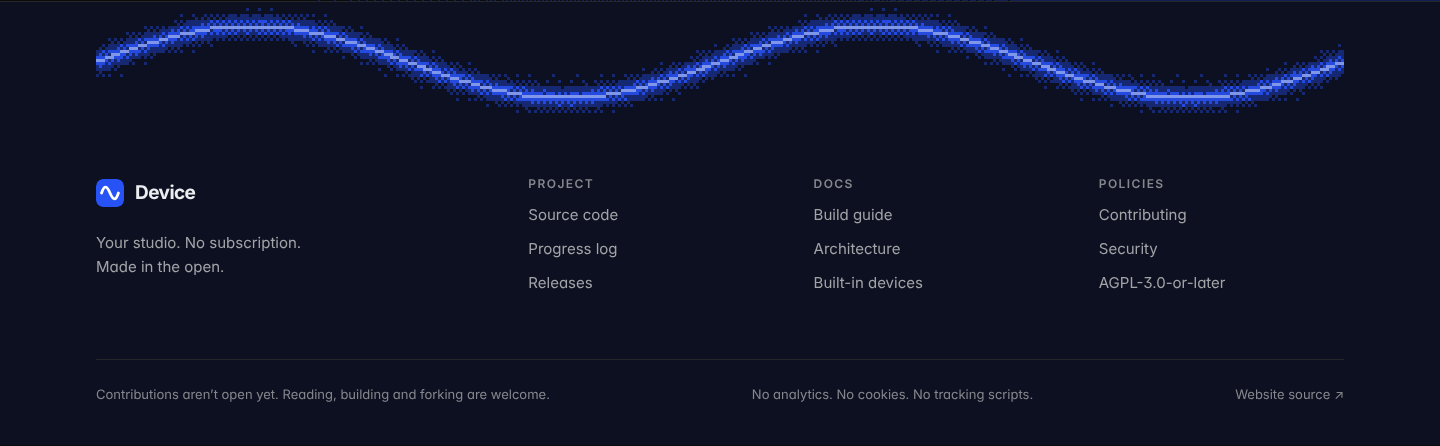 Device
Your studio. No subscription.
Made in the open.
PROJECT
Source code
Progress log
Releases
DOCS
Build guide
Architecture
Built-in devices
POLICIES
Contributing
Security
AGPL-3.0-or-later
Contributions aren’t open yet. Reading, building and forking are welcome.
No analytics. No cookies. No tracking scripts.
Website source ↗